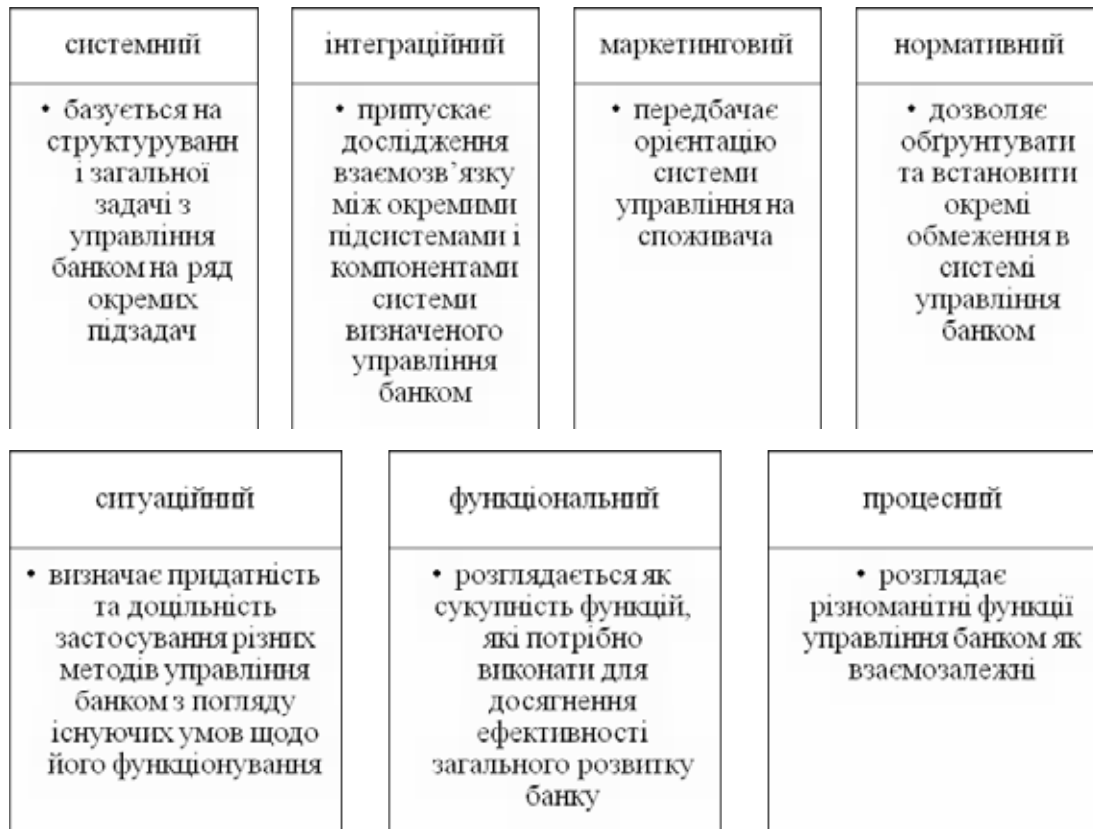 системний
• базується на
структуруванн
і загальної
задачі з
управління
банком на ряд
окремих
підзадач
інтеграційний
• припускає
дослідження
взаємозв’язку
між окремими
підсистемами і
компонентами
системи
визначеного
управління
банком
маркетинговий
• передбачає
орієнтацію
системи
управління на
споживача
нормативний
• дозволяє
обґрунтувати
та встановити
окремі
обмеження в
системі
управління
банком
ситуаційний
• визначає придатність
та доцільність
застосування різних
методів управління
банком з погляду
існуючих умов щодо
його функціонування
функціональний
• розглядається як
сукупність функцій,
які потрібно
виконати для
досягнення
ефективності
загального розвитку
банку
процесний
• розглядає
різноманітні функції
управління банком як
взаємозалежні